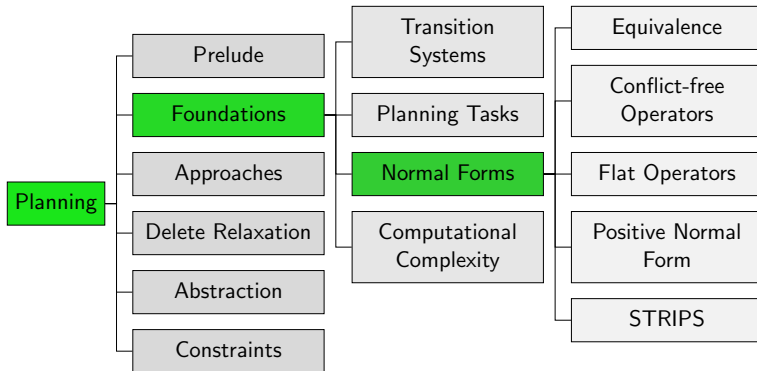 Planning
Prelude
Foundations
Approaches
Delete Relaxation
Abstraction
Constraints
Transition
Systems
Planning Tasks
Normal Forms
Computational
Complexity
Equivalence
Conflict-free
Operators
Flat Operators
Positive Normal
Form
STRIPS